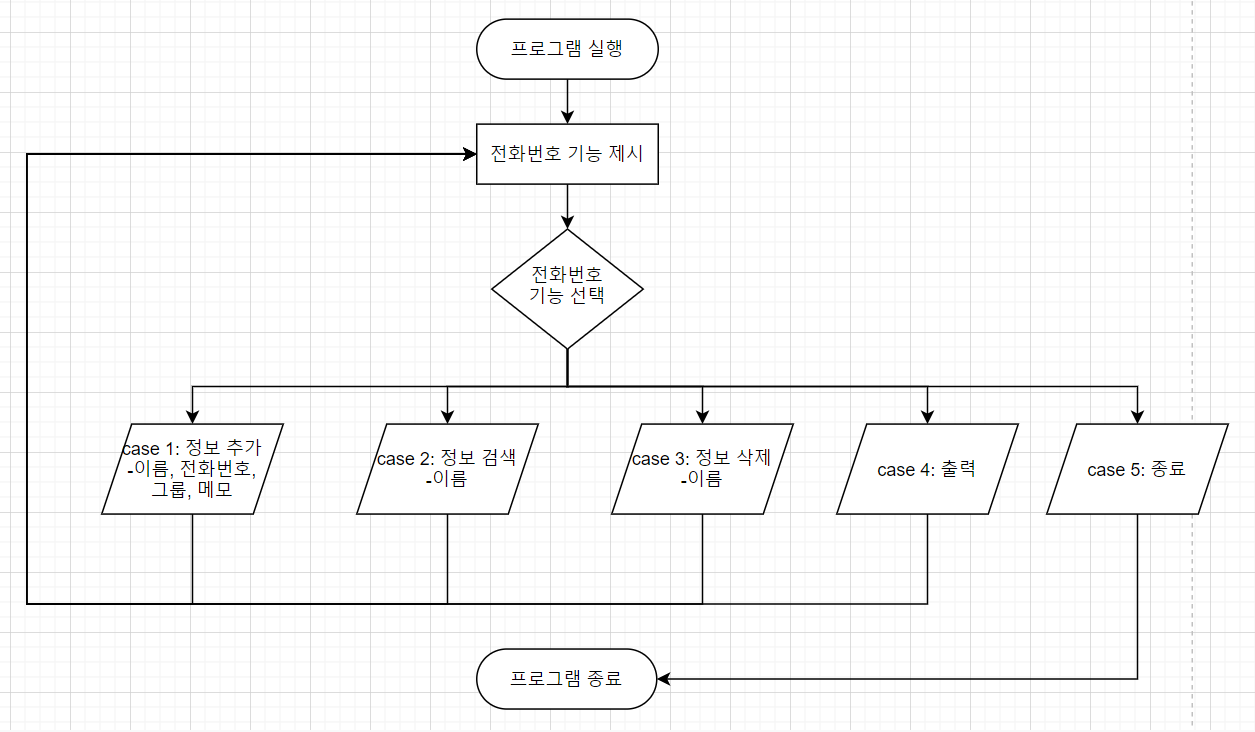 프로그램 실행
전화번호 기능 제시
전화번호
기능 선택
case 1: 정보 추가
-이름, 전화번호,
그룹, 메모
case 2: 정보 검색
-이름
case 3: 정보 삭제
-이름
case 4: 출력
case 5: 종료
프로그램 종료